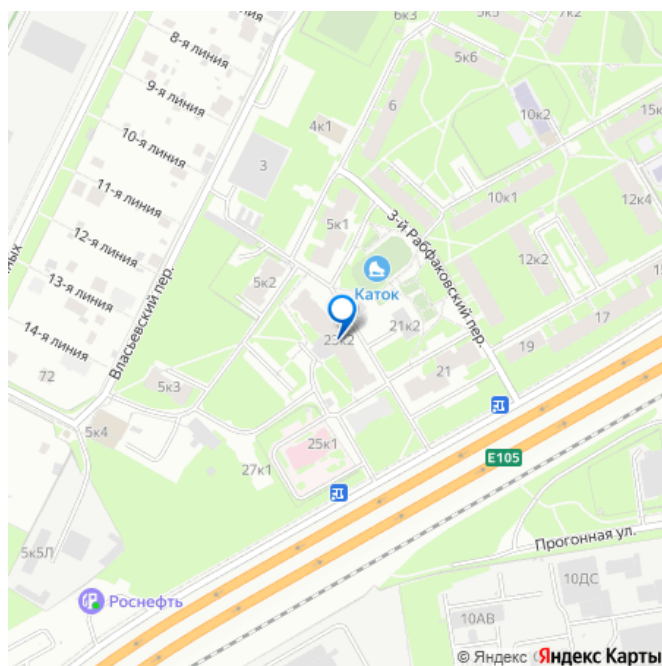 6к3
5к5
7к2
8-я линия
5к6
9-я линия
6
10к2
15к
4к1
10-я линия
3
11-я линия
10к1
12к4
3-й Рабфаковский пер.
5к1
12-я линия
12к2
Каток
13-я линия
5к2
Власьевский пер.
17
14-я линия
23к2
21к2
19
72
21
5к3
5к4
25к1
E105
27к1
5к5Л
Прогонная ул.
10ДС
Роснефть
10АВ
© Яндекс
Яндекс Карты